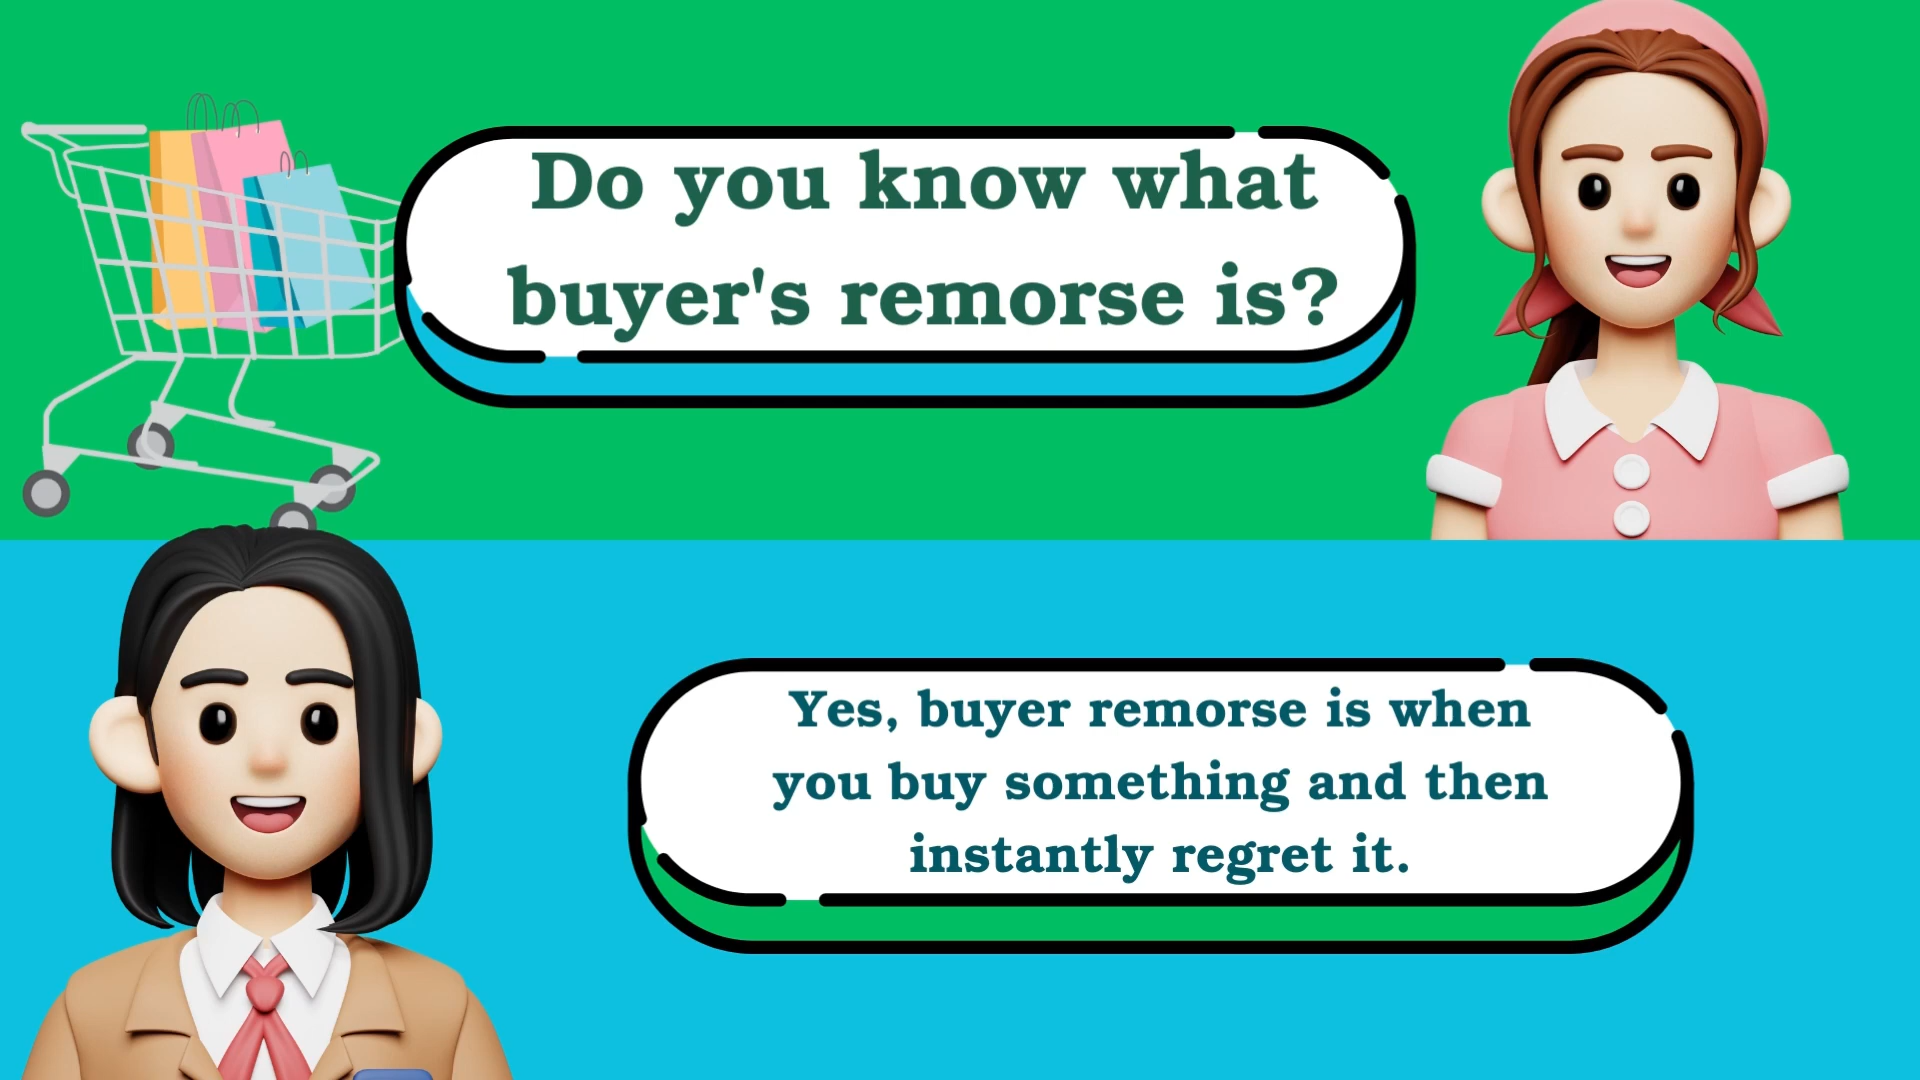 Do you know what
buyer's remorse is?
Yes, buyer remorse is when
you buy something and then
instantly regret it.